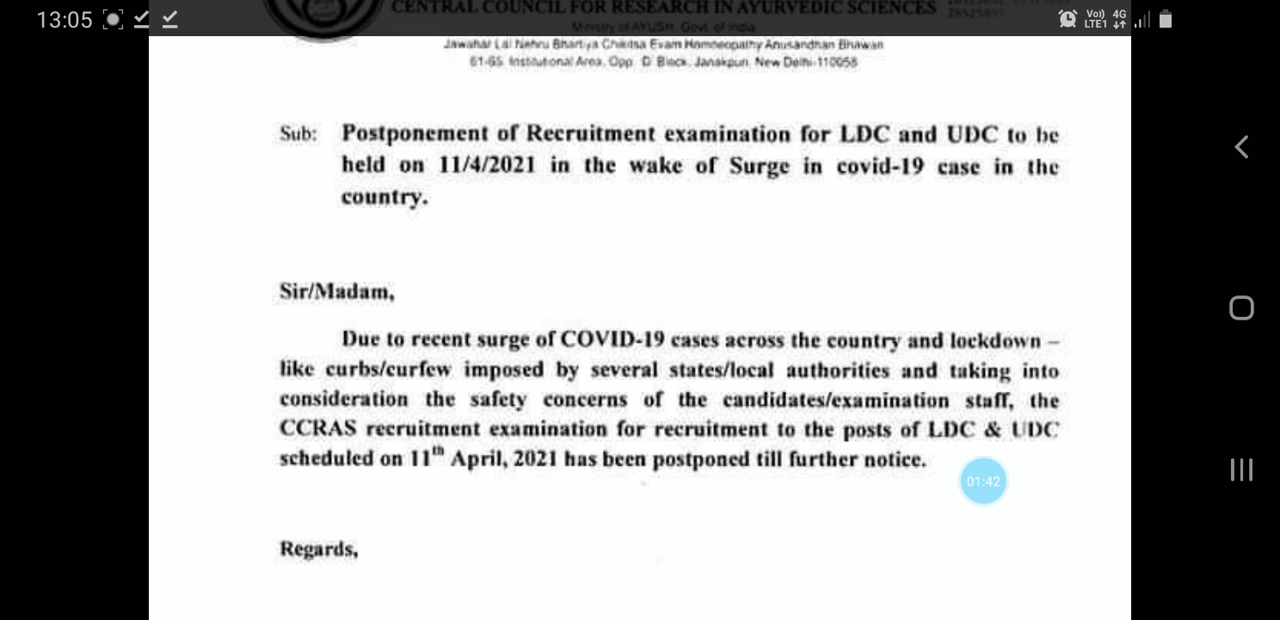 13:05
Vo)) 4G
LTE1
CENTRAL COUNCIL FOR RESEARCH IN AYURVEDIC SCIENCES
Ministry of AYUSH, Govt. of India
Jawahar Lal Nehru Bhartiya Chikitsa Evam Homoeopathy Anusandhan Bhawan
61-65, Institutional Area, Opp. D Block, Janakpuri, New Delhi-110058
Sub: Postponement of Recruitment examination for LDC and UDC to be
held on 11/4/2021 in the wake of Surge in covid-19 case in the
country.
Sir/Madam,
Due to recent surge of COVID-19 cases across the country and lockdown –
like curbs/curfew imposed by several states/local authorities and taking into
consideration the safety concerns of the candidates/examination staff, the
CCRAS recruitment examination for recruitment to the posts of LDC & UDC
scheduled on 11th April, 2021 has been postponed till further notice.
01:42
Regards,